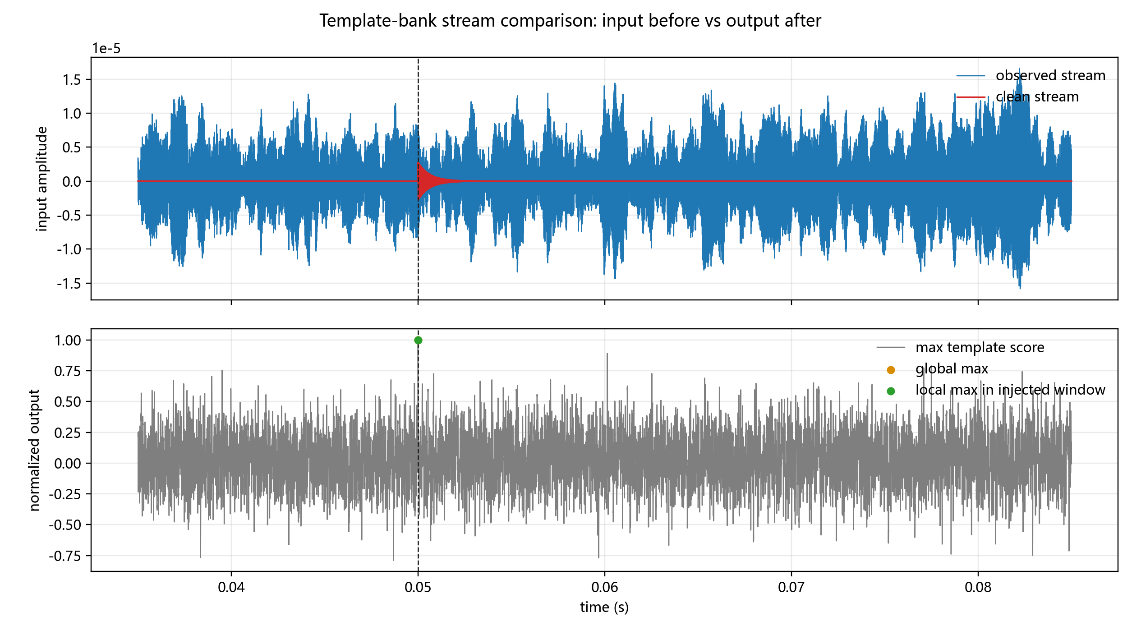 Template-bank stream comparison: input before vs output after
1e-5
1.5
1.0
0.5
0.0
-0.5
-1.0
-1.5
input amplitude
observed stream
clean stream
1.00
0.75
0.50
0.25
0.00
-0.25
-0.50
-0.75
normalized output
max template score
global max
local max in injected window
0.04
0.05
0.06
0.07
0.08
time (s)